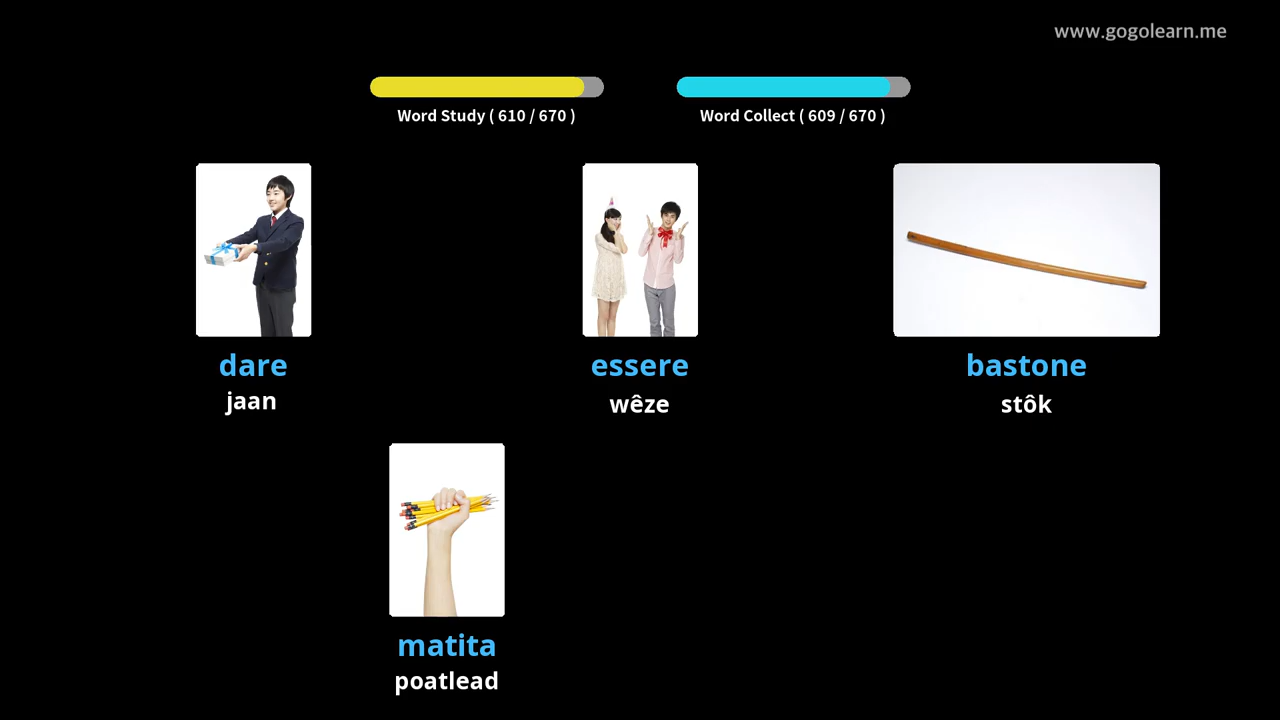 www.gogolearn.me
Word Study ( 610 / 670 )
Word Collect ( 609 / 670 )
dare
jaan
essere
wêze
bastone
stôk
matita
poatlead